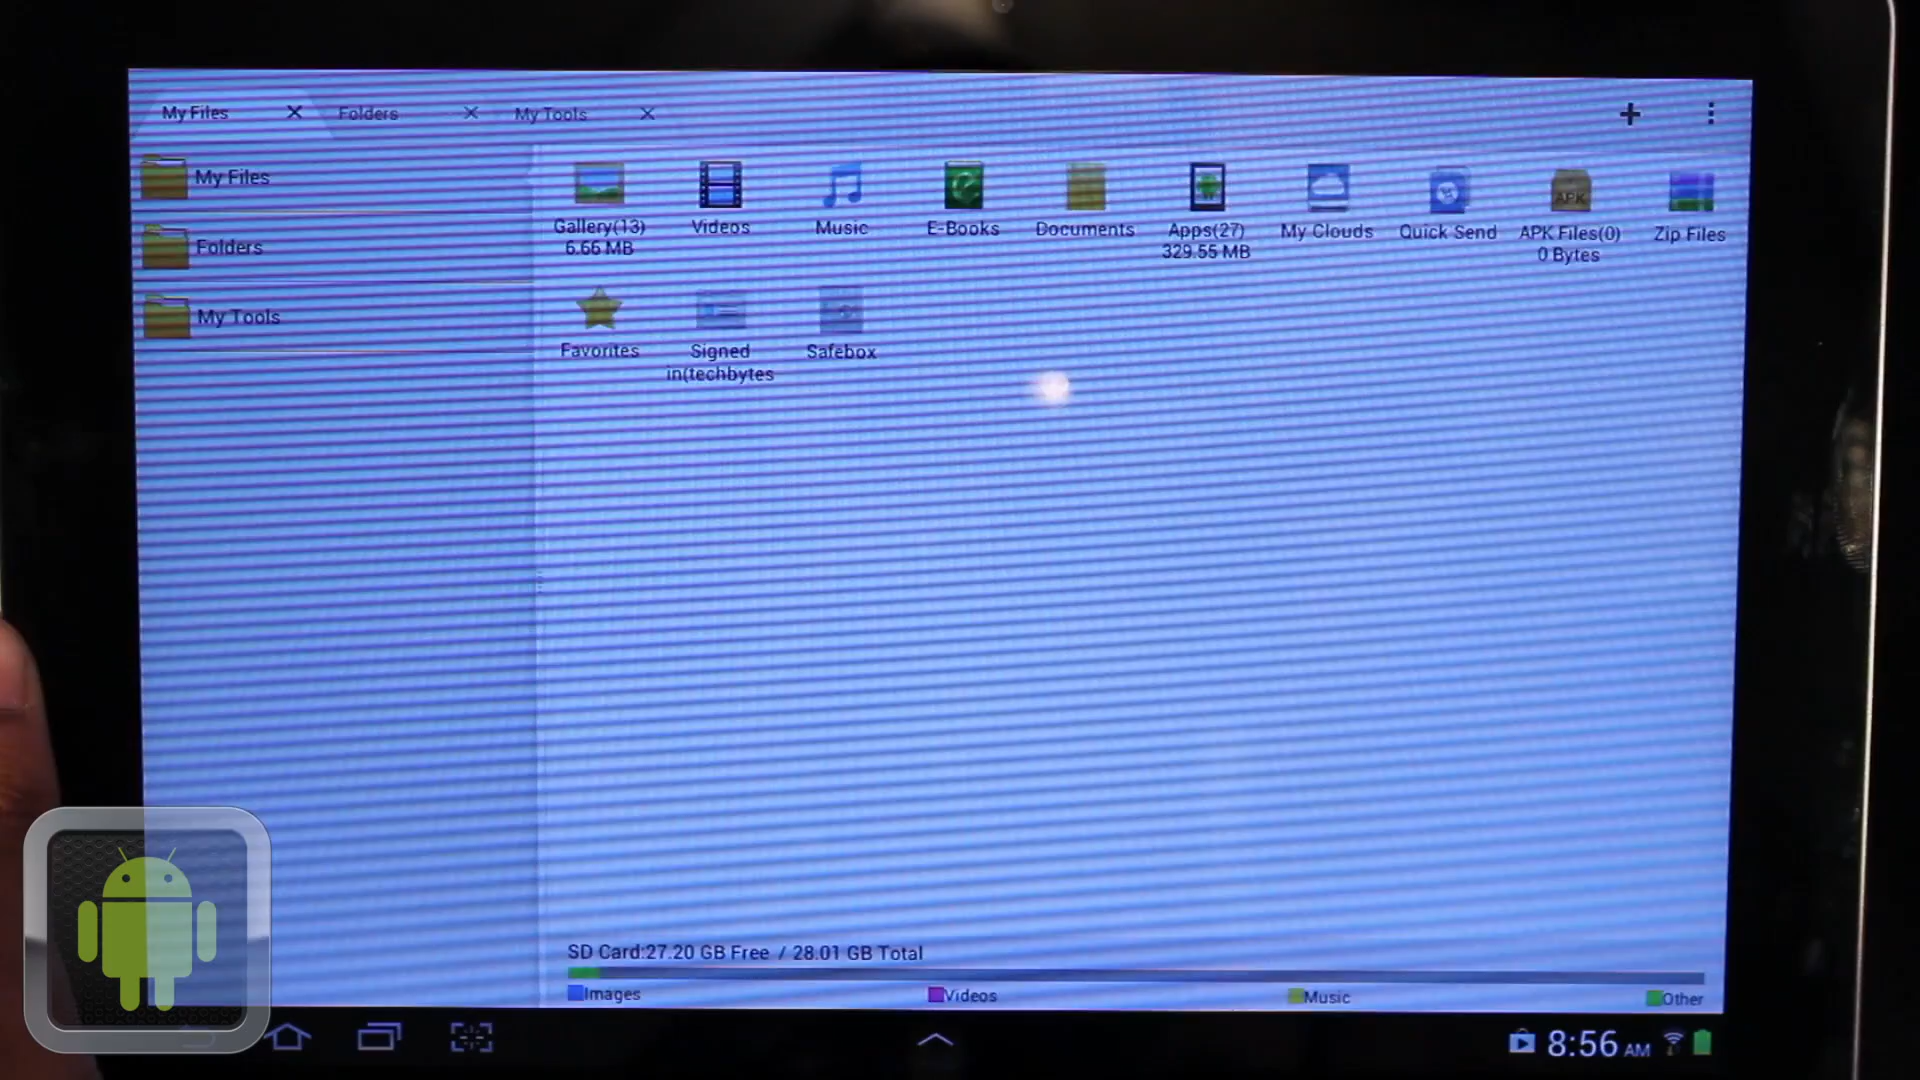 My Files
Folders
My Tools
My Files
Folders
My Tools
Gallery(13)
6.66 MB
Videos
Music
E-Books
Documents
Apps(27)
329.55 MB
My Clouds
Quick Send
APK
APK Files(0)
0 Bytes
Zip Files
Favorites
Signed
in(techbytes
Safebox
SD Card:27.20 GB Free / 28.01 GB Total
Images
Videos
Music
Other
8:56 AM